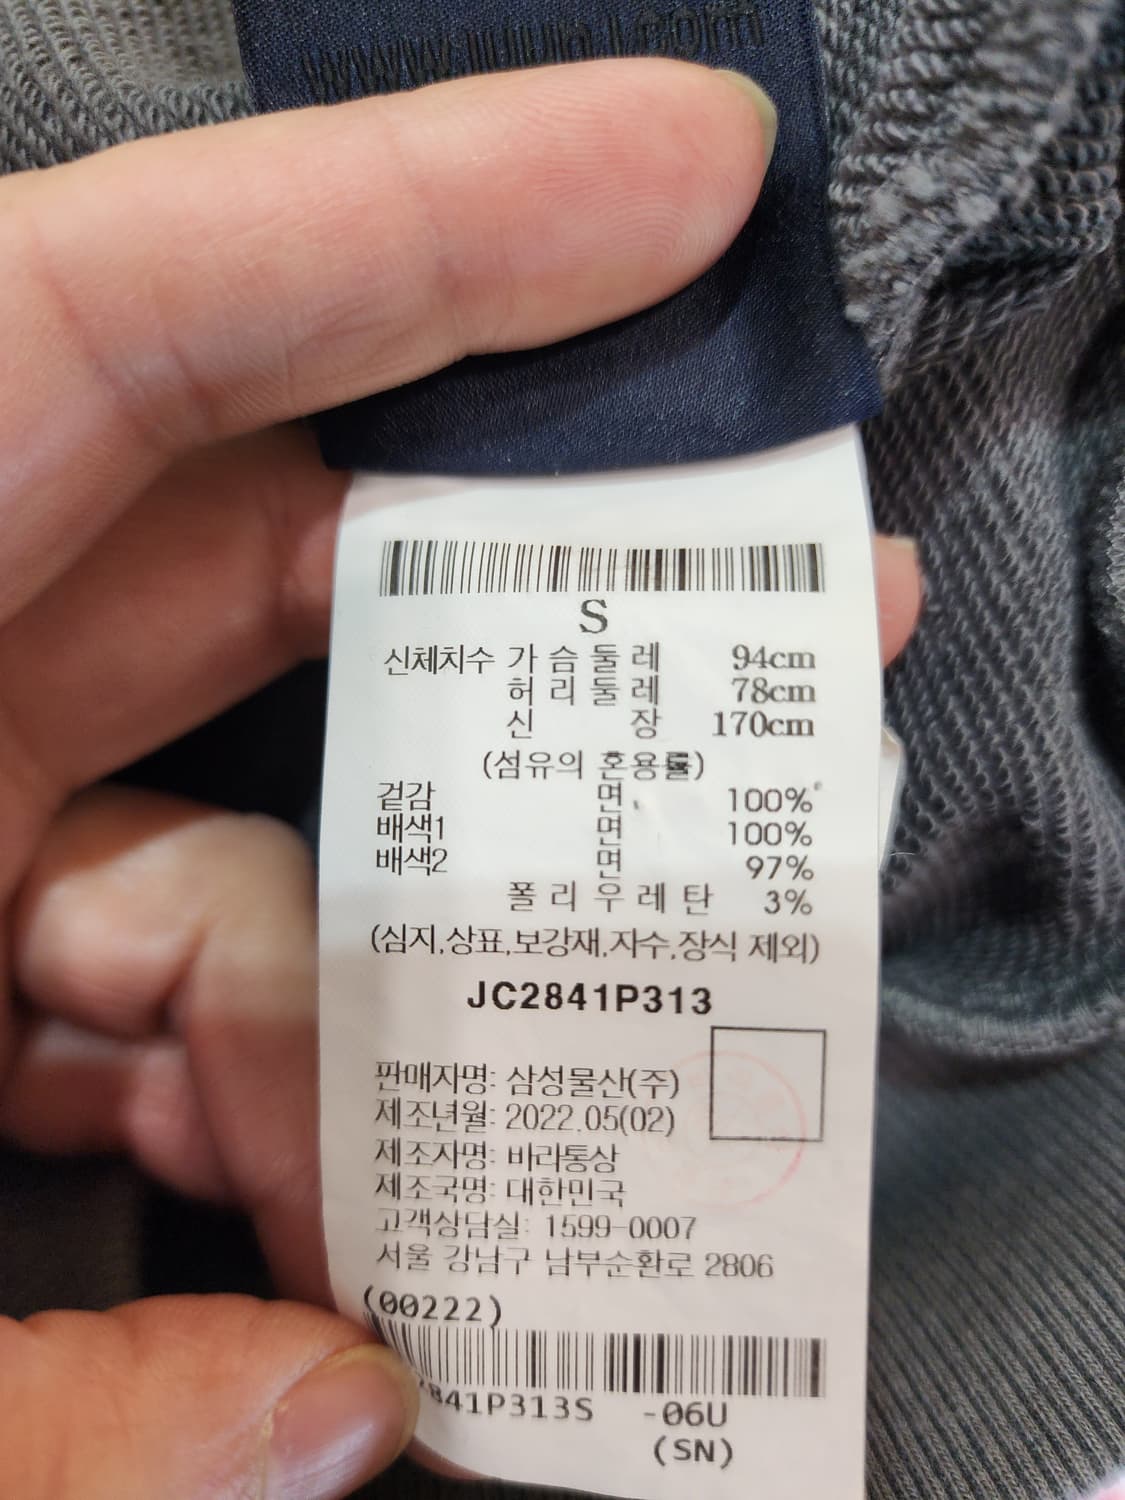 S
신체치수 가슴둘레 94cm
허리둘레 78cm
신 장 170cm
(섬유의 혼용률)
겉감 면 100%
배색1 면 100%
배색2 면 97%
폴리우레탄 3%
(심지,상표,보강재,자수,장식 제외)
JC2841P313
판매자명: 삼성물산(주)
제조년월: 2022.05(02)
제조자명: 바라통상
제조국명: 대한민국
고객상담실: 1599-0007
서울 강남구 남부순환로 2806
(00222)
841P313S -06U
(SN)